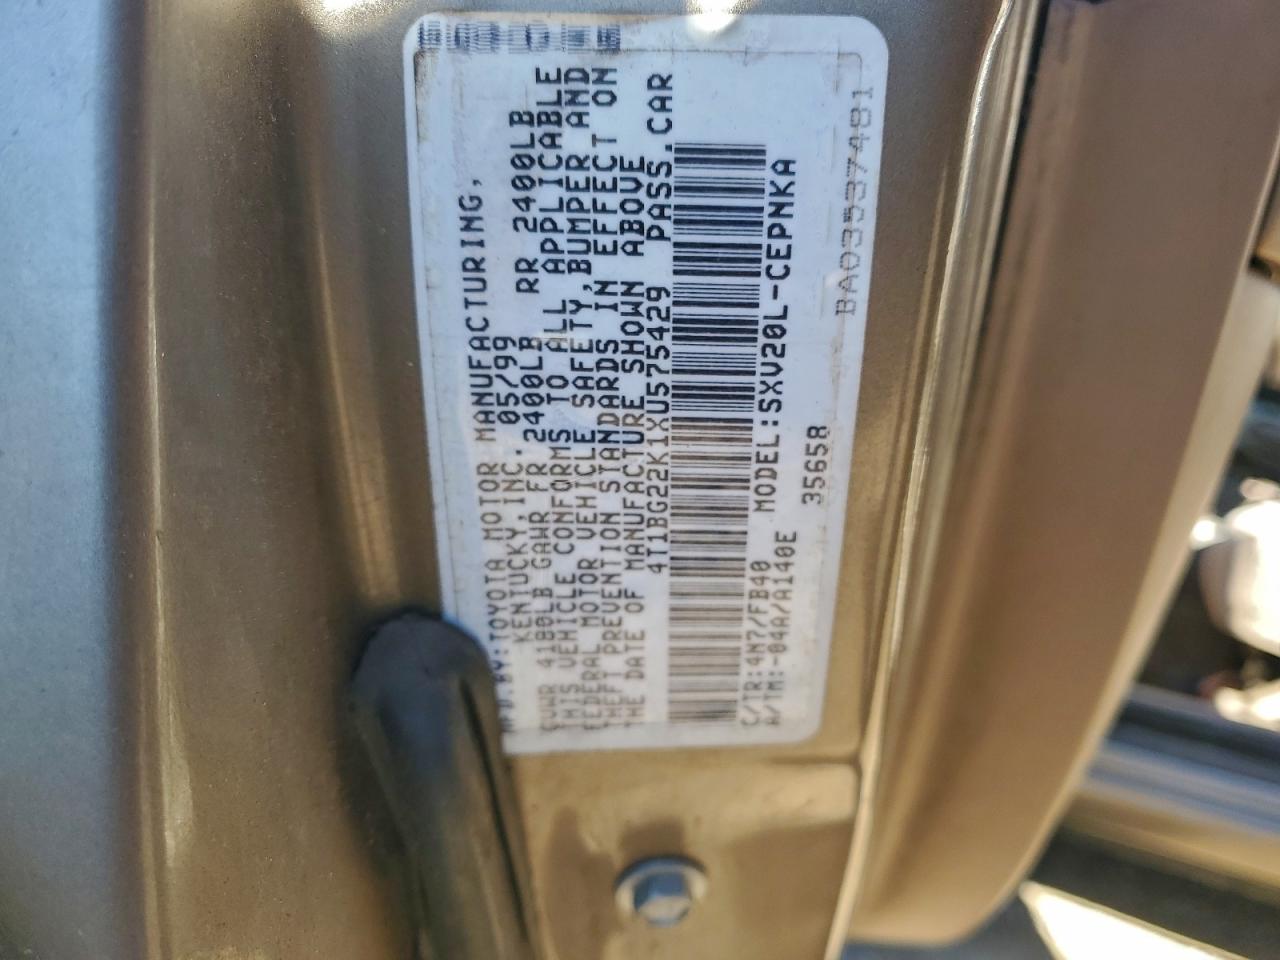 MFD.BY:TOYOTA MOTOR MANUFACTURING,
KENTUCKY,INC. 05/99
GVWR 4180LB GAWR FR 2400LB RR 2400LB
THIS VEHICLE CONFORMS TO ALL APPLICABLE
FEDERAL MOTOR VEHICLE SAFETY,BUMPER AND
THEFT PREVENTION STANDARDS IN EFFECT ON
THE DATE OF MANUFACTURE SHOWN ABOVE
4T1BG22K1XU575429 PASS.CAR
C/TR:4N7/FB40 MODEL:SXV20L-CEPNKA
A/TM:-04A/A140E
35658 BA0353537481